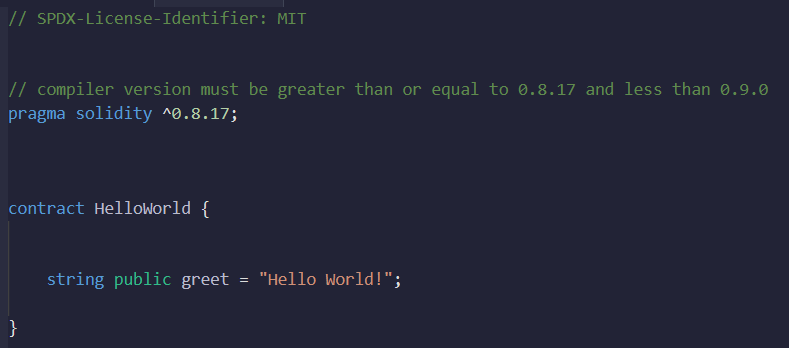 // SPDX-License-Identifier: MIT
// compiler version must be greater than or equal to 0.8.17 and less than 0.9.0
pragma solidity ^0.8.17;
contract HelloWorld {
    string public greet = "Hello World!";
}